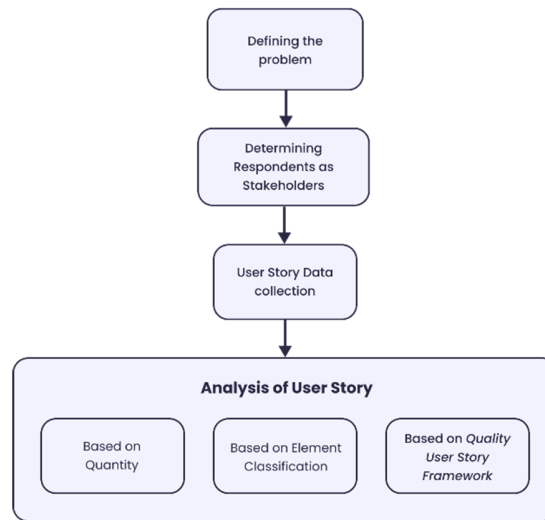 Defining the
problem
Determining
Respondents as
Stakeholders
User Story Data
collection
Analysis of User Story
Based on
Quantity
Based on Element
Classification
Based on Quality
User Story
Framework